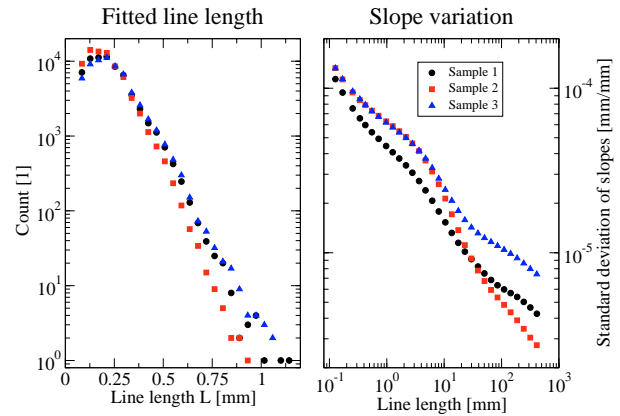 Fitted line length
Slope variation
10^4
10^3
10^2
10^1
10^0
Count [1]
0
0.25
0.5
0.75
1
Line length L [mm]
Sample 1
Sample 2
Sample 3
10^-4
10^-5
Standard deviation of slopes [mm/mm]
10^-1
10^0
10^1
10^2
10^3
Line length [mm]